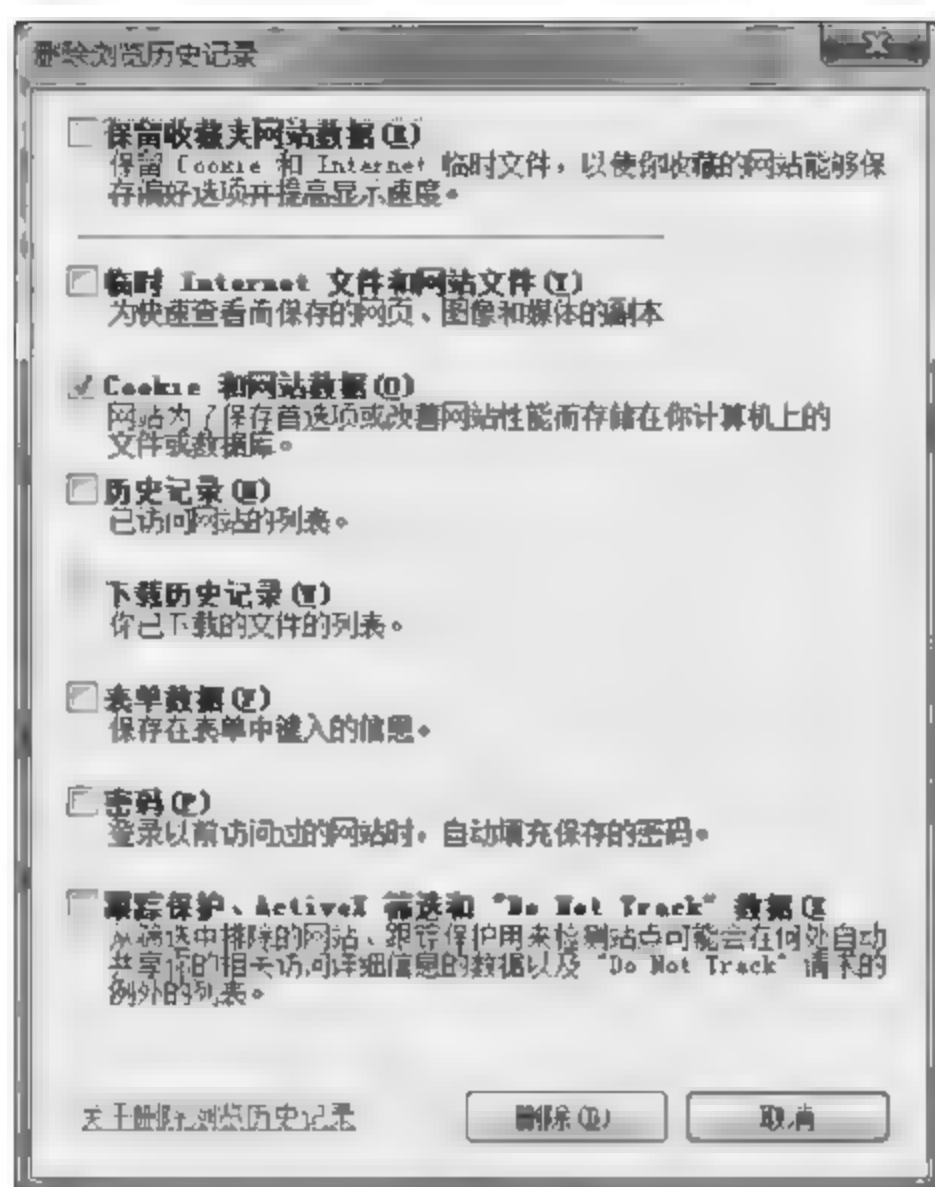 删除浏览历史记录
保留收藏夹网站数据(R)
保留 Cookie 和 Internet 临时文件，以使你收藏的网站能够保
存偏好选项并提高显示速度。
临时 Internet 文件和网站文件(T)
为快速查看而保存的网页、图像和媒体的副本
Cookie 和网站数据(O)
网站为了保存首选项或改善网站性能而存储在你计算机上的
文件或数据库。
历史记录(H)
已访问网站的列表。
下载历史记录(W)
你已下载的文件的列表。
表单数据(F)
保存在表单中键入的信息。
密码(P)
登录以前访问过的网站时，自动填充保存的密码。
跟踪保护、ActiveX 筛选和 "Do Not Track" 数据(K
从筛选中排除的网站、跟踪保护用来检测站点可能会在何处自动
共享你的相关访问详细信息的数据以及 "Do Not Track" 请求的
例外的列表。
关于删除浏览历史记录
删除(D)
取消